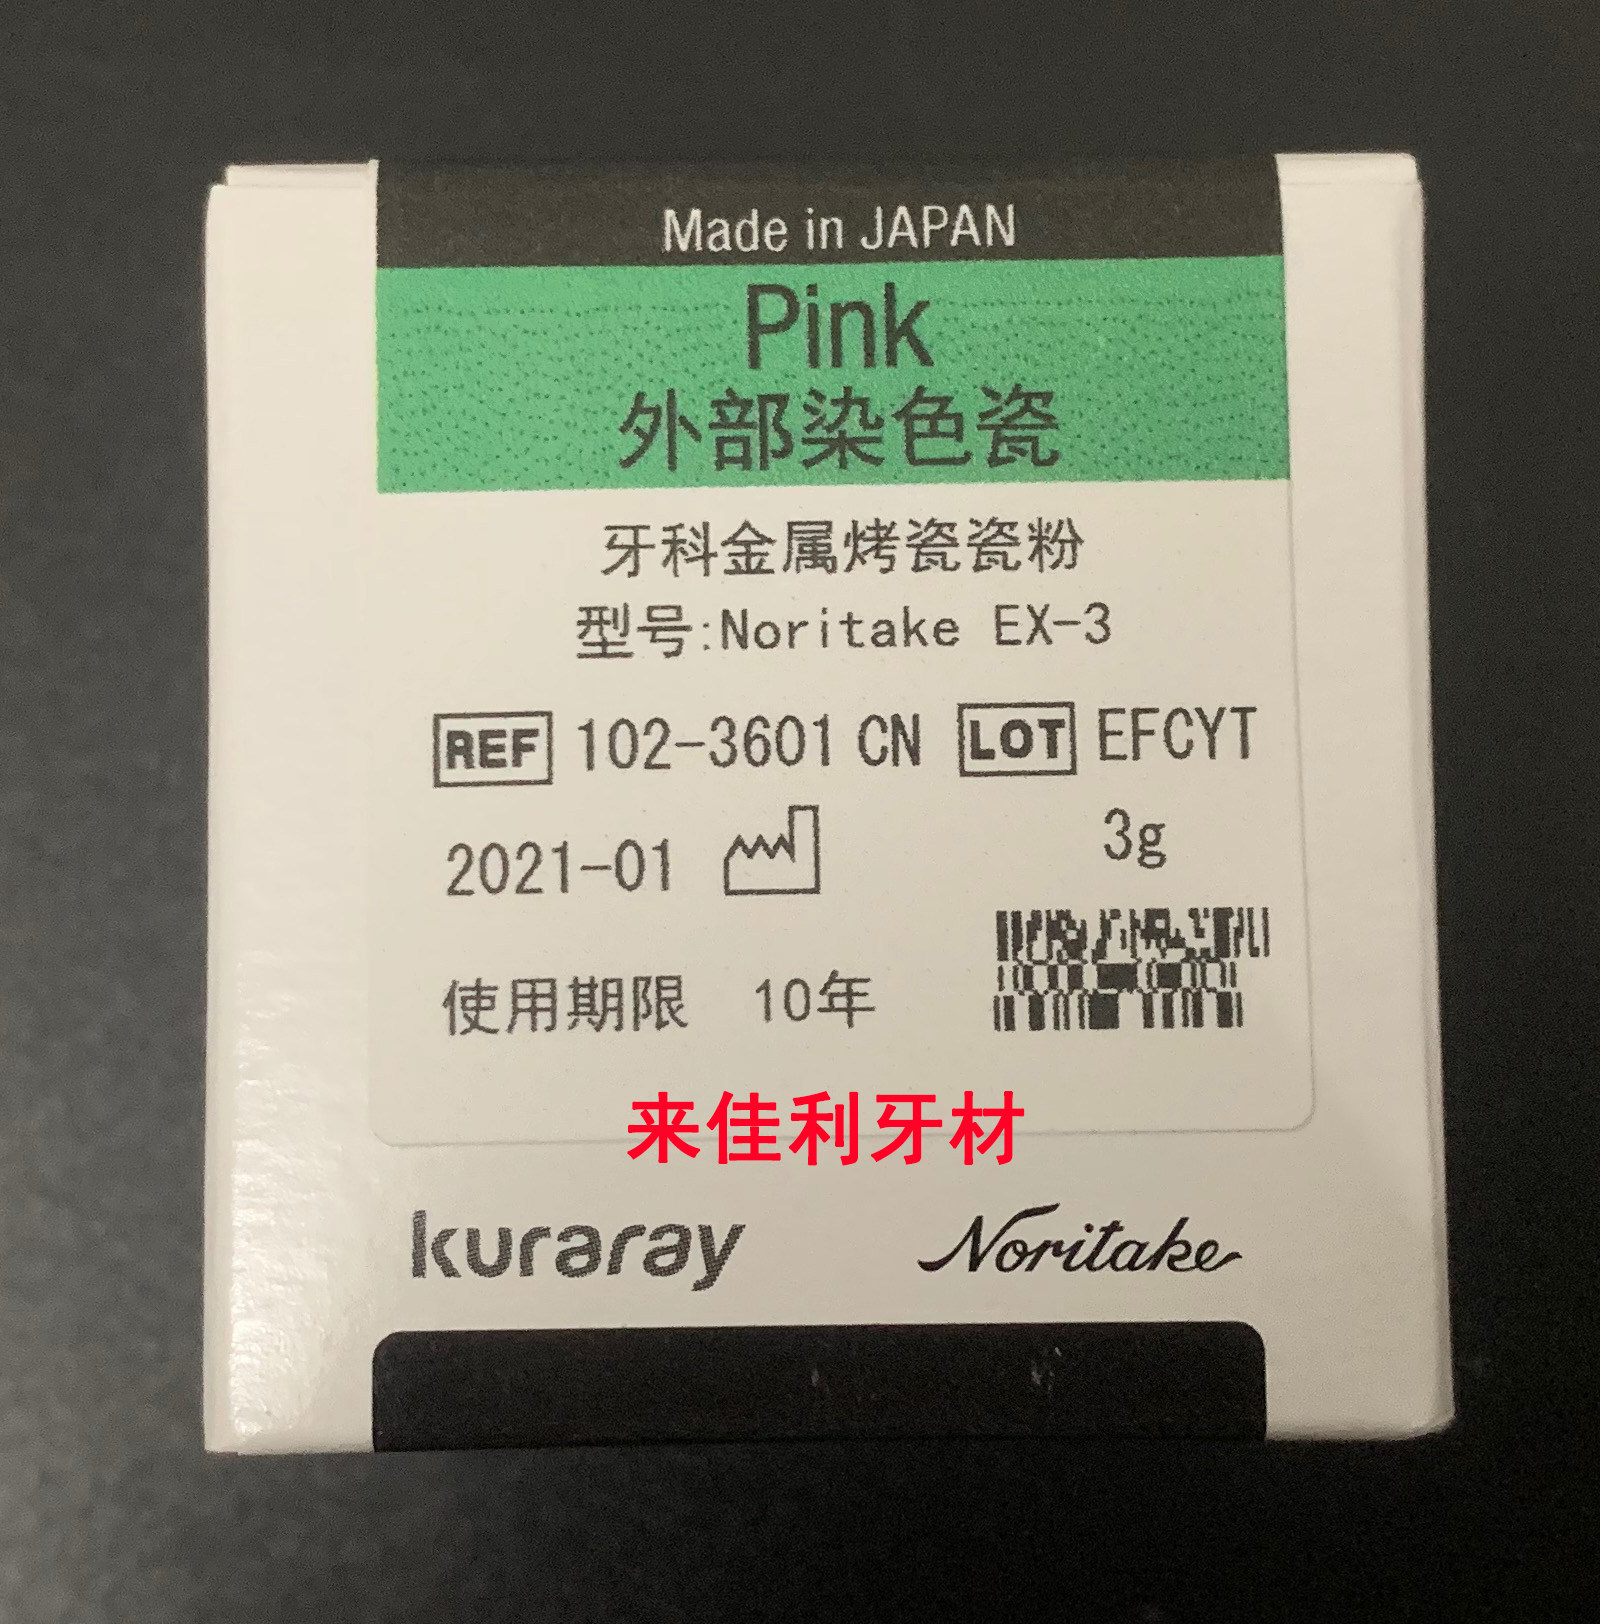 Made in JAPAN
Pink
外部染色瓷
牙科金属烤瓷瓷粉
型号:Noritake EX-3
REF 102-3601 CN LOT EFCYT
2021-01 3g
使用期限 10年
来佳利牙材
kuraray Noritake